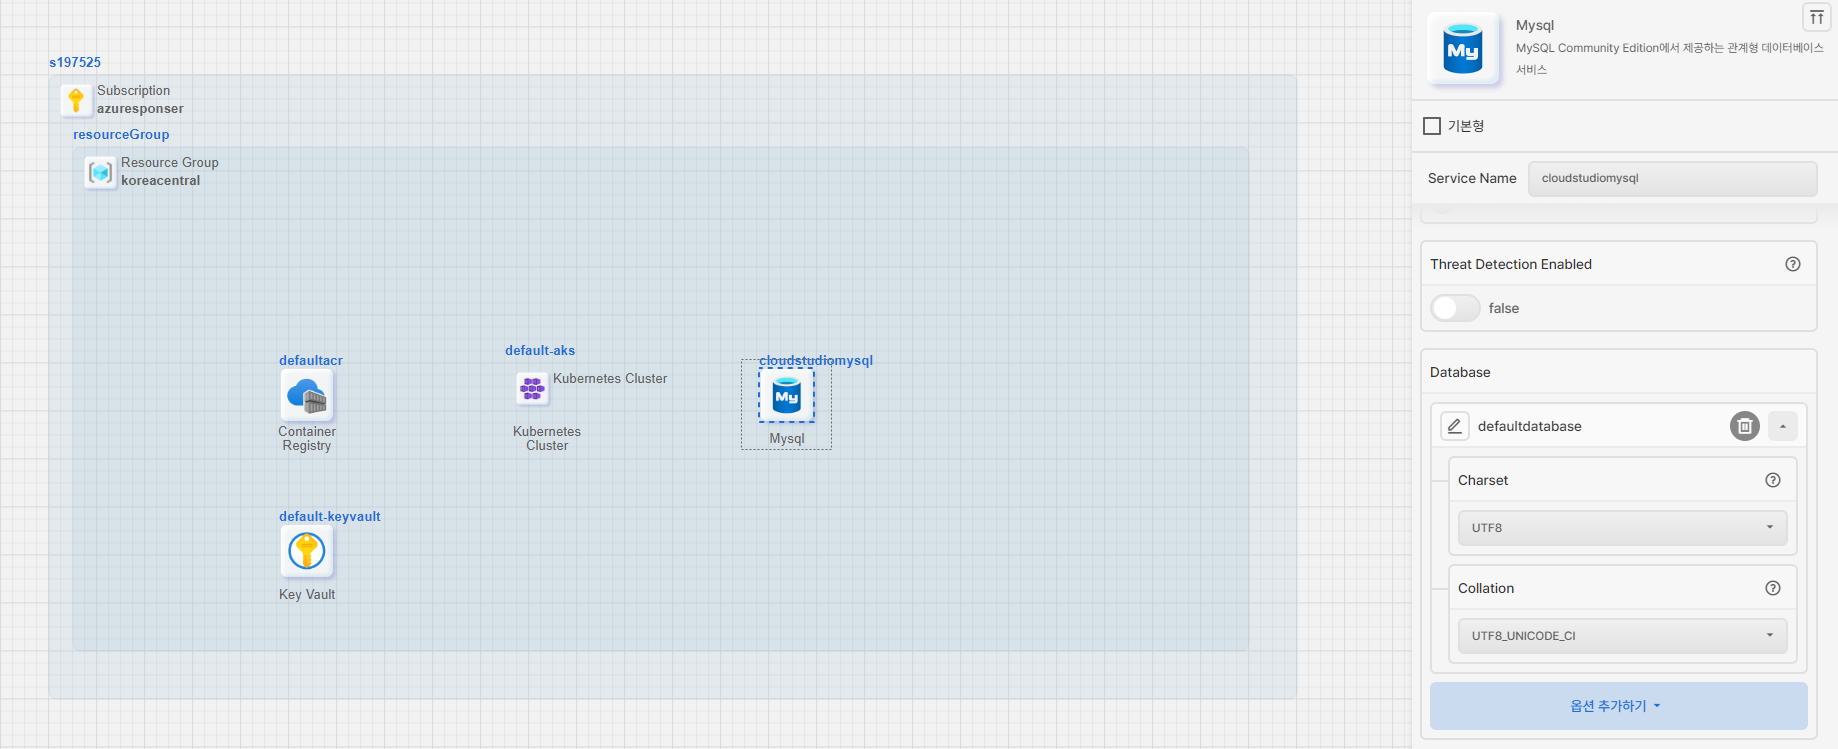 s197525
Subscription
azuresponser
resourceGroup
Resource Group
koreacentral
defaultacr
Container
Registry
default-aks
Kubernetes Cluster
Kubernetes
Cluster
cloudstudiomysql
My
Mysql
default-keyvault
Key Vault
My
Mysql
MySQL Community Edition에서 제공하는 관계형 데이터베이스
서비스
기본형
Service Name
cloudstudiomysql
Threat Detection Enabled
?
false
Database
defaultdatabase
Charset
?
UTF8
Collation
?
UTF8_UNICODE_CI
옵션 추가하기